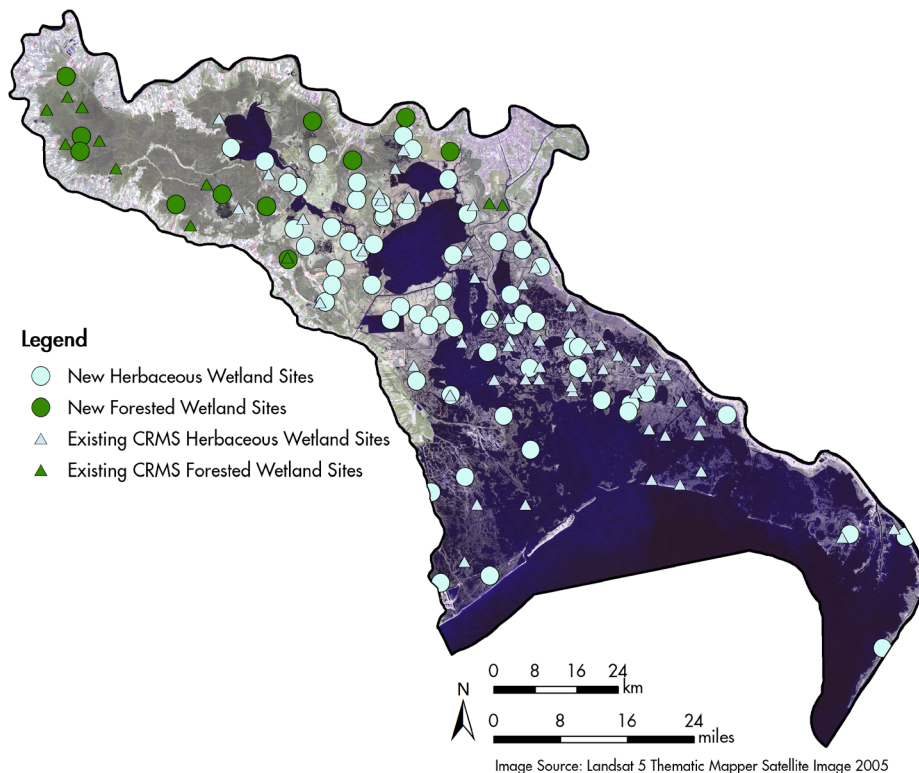 Legend
New Herbaceous Wetland Sites
New Forested Wetland Sites
Existing CRMS Herbaceous Wetland Sites
Existing CRMS Forested Wetland Sites
N
0 8 16 24
km
0 8 16 24
miles
Image Source: Landsat 5 Thematic Mapper Satellite Image 2005